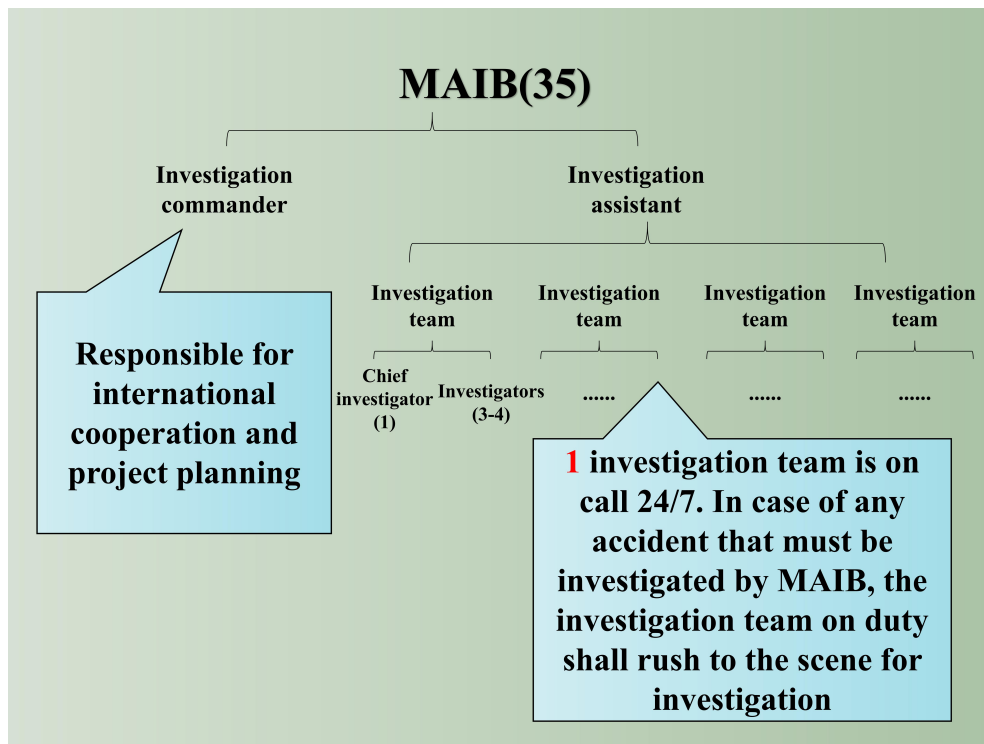 MAIB(35)
Investigation
commander
Investigation
assistant
Investigation
team
Investigation
team
Investigation
team
Investigation
team
Chief
investigator
(1)
Investigators
(3-4)
......
......
......
Responsible for
international
cooperation and
project planning
1 investigation team is on
call 24/7. In case of any
accident that must be
investigated by MAIB, the
investigation team on duty
shall rush to the scene for
investigation